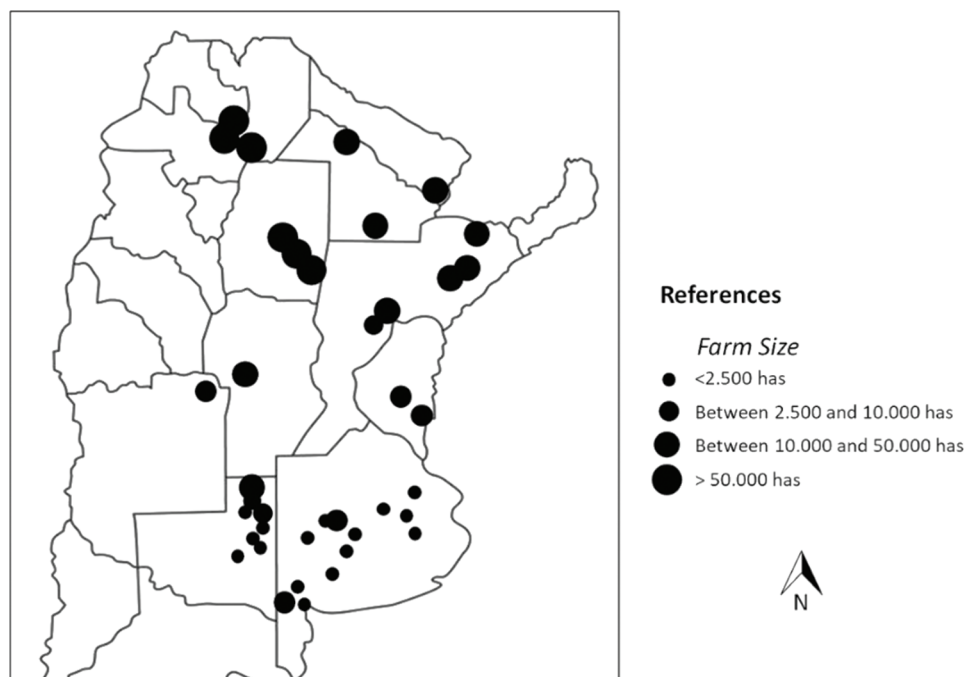 References
Farm Size
<2.500 has
Between 2.500 and 10.000 has
Between 10.000 and 50.000 has
> 50.000 has
N